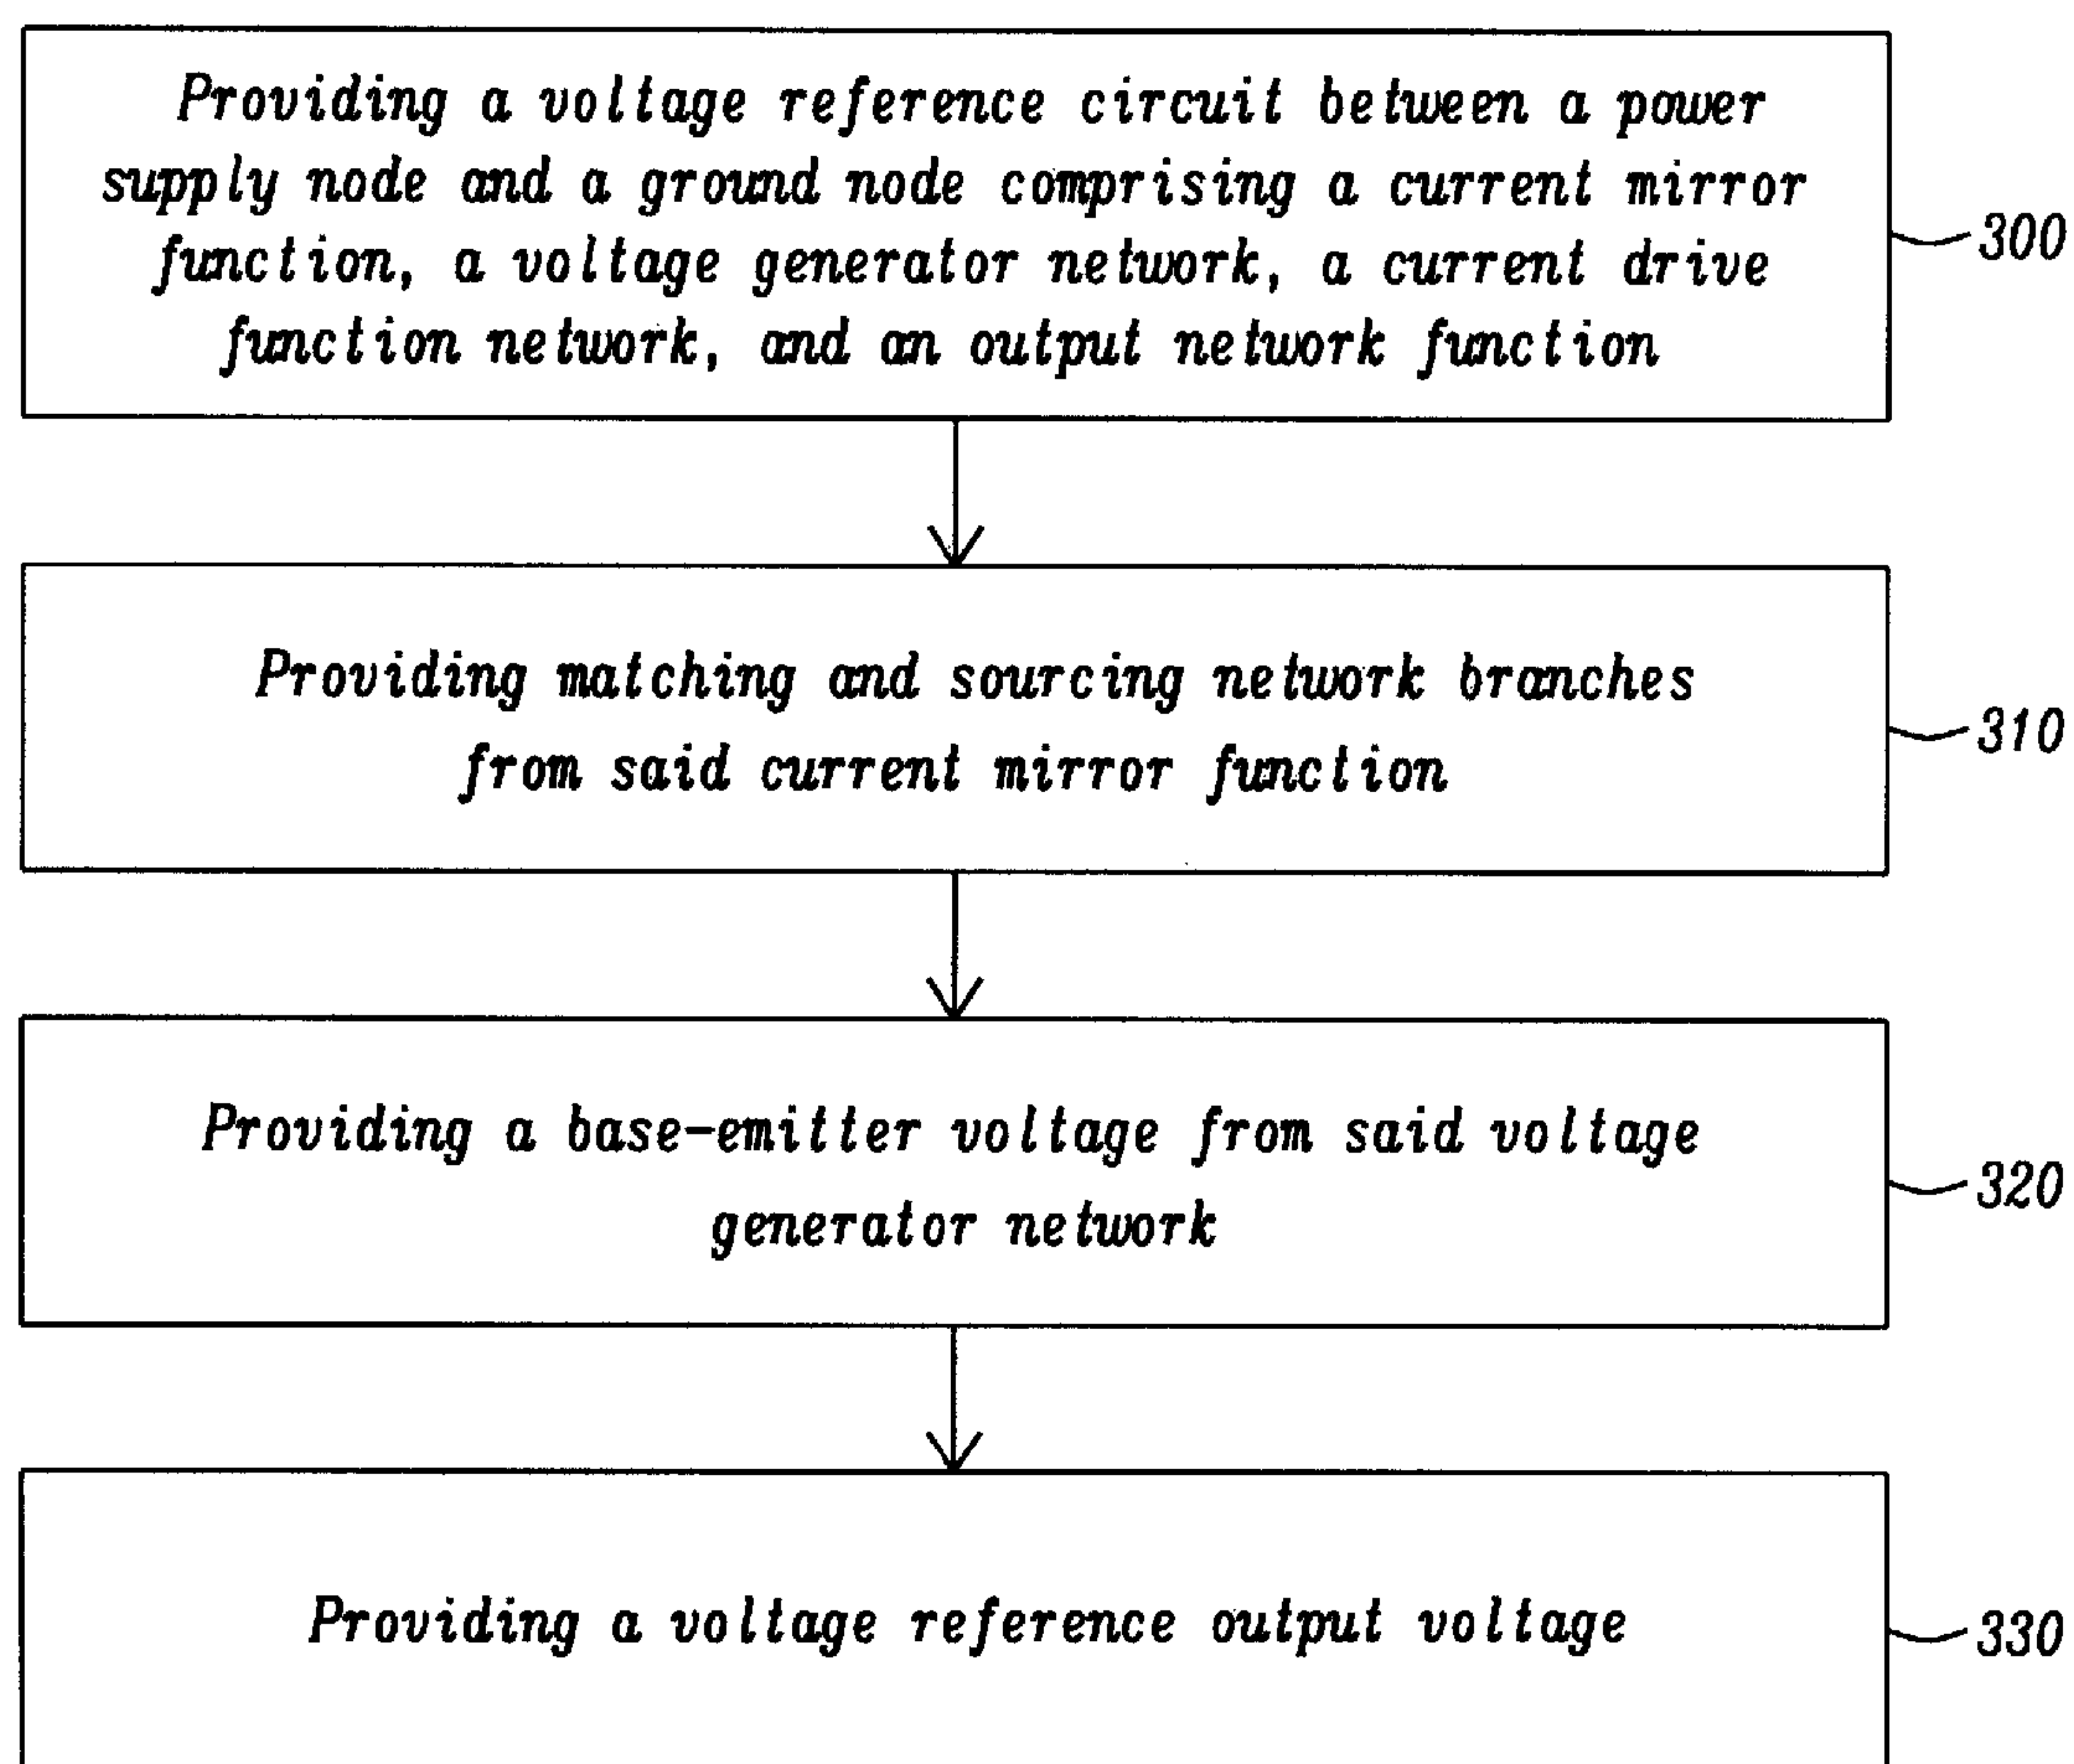 Providing a voltage reference circuit between a power
supply node and a ground node comprising a current mirror
function, a voltage generator network, a current drive
function network, and an output network function
300
Providing matching and sourcing network branches
from said current mirror function
310
Providing a base-emitter voltage from said voltage
generator network
320
Providing a voltage reference output voltage
330